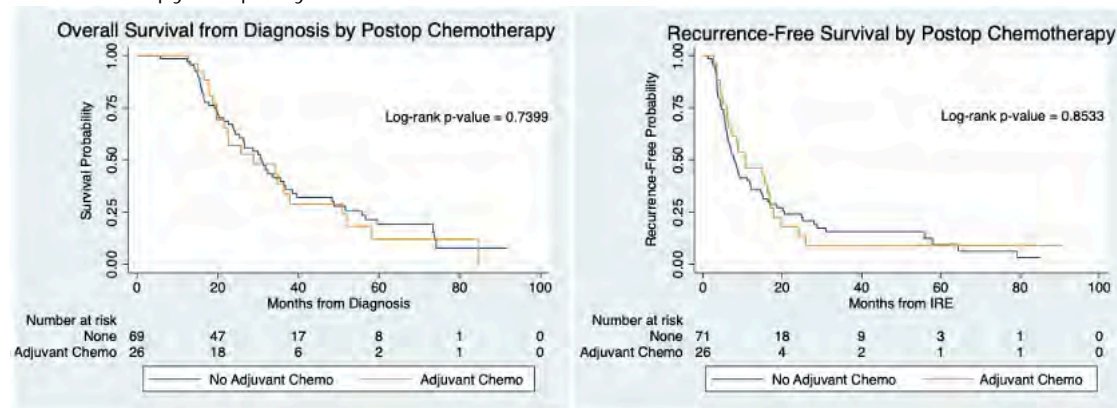 Overall Survival from Diagnosis by Postop Chemotherapy
Survival Probability
1.00
0.75
0.50
0.25
0.00
Log-rank p-value = 0.7399
0 20 40 60 80 100
Months from Diagnosis
Number at risk
None 69 47 17 8 1 0
Adjuvant Chemo 26 18 6 2 1 0
No Adjuvant Chemo Adjuvant Chemo
Recurrence-Free Survival by Postop Chemotherapy
Recurrence-Free Probability
1.00
0.75
0.50
0.25
0.00
Log-rank p-value = 0.8533
0 20 40 60 80 100
Months from IRE
Number at risk
None 71 18 9 3 1 0
Adjuvant Chemo 26 4 2 1 1 0
No Adjuvant Chemo Adjuvant Chemo